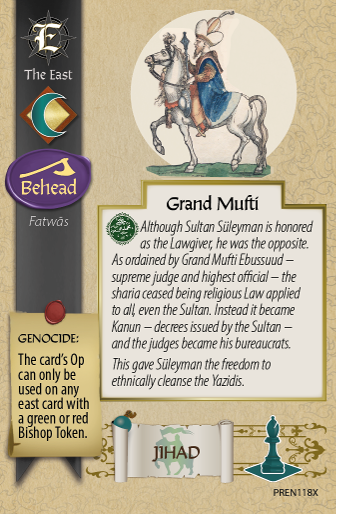 E
The East
Behead
Fatwās
GENOCIDE:
The card's Op
can only be
used on any
east card with
a green or red
Bishop Token.
Grand Muftí
Although Sultan Süleyman is honored
as the Lawgiver, he was the opposite.
As ordained by Grand Mufti Ebussuud –
supreme judge and highest official – the
sharia ceased being religious Law applied
to all, even the Sultan. Instead it became
Kanun – decrees issued by the Sultan –
and the judges became his bureaucrats.
This gave Süleyman the freedom to
ethnically cleanse the Yazidis.
JIHAD
PREN118X